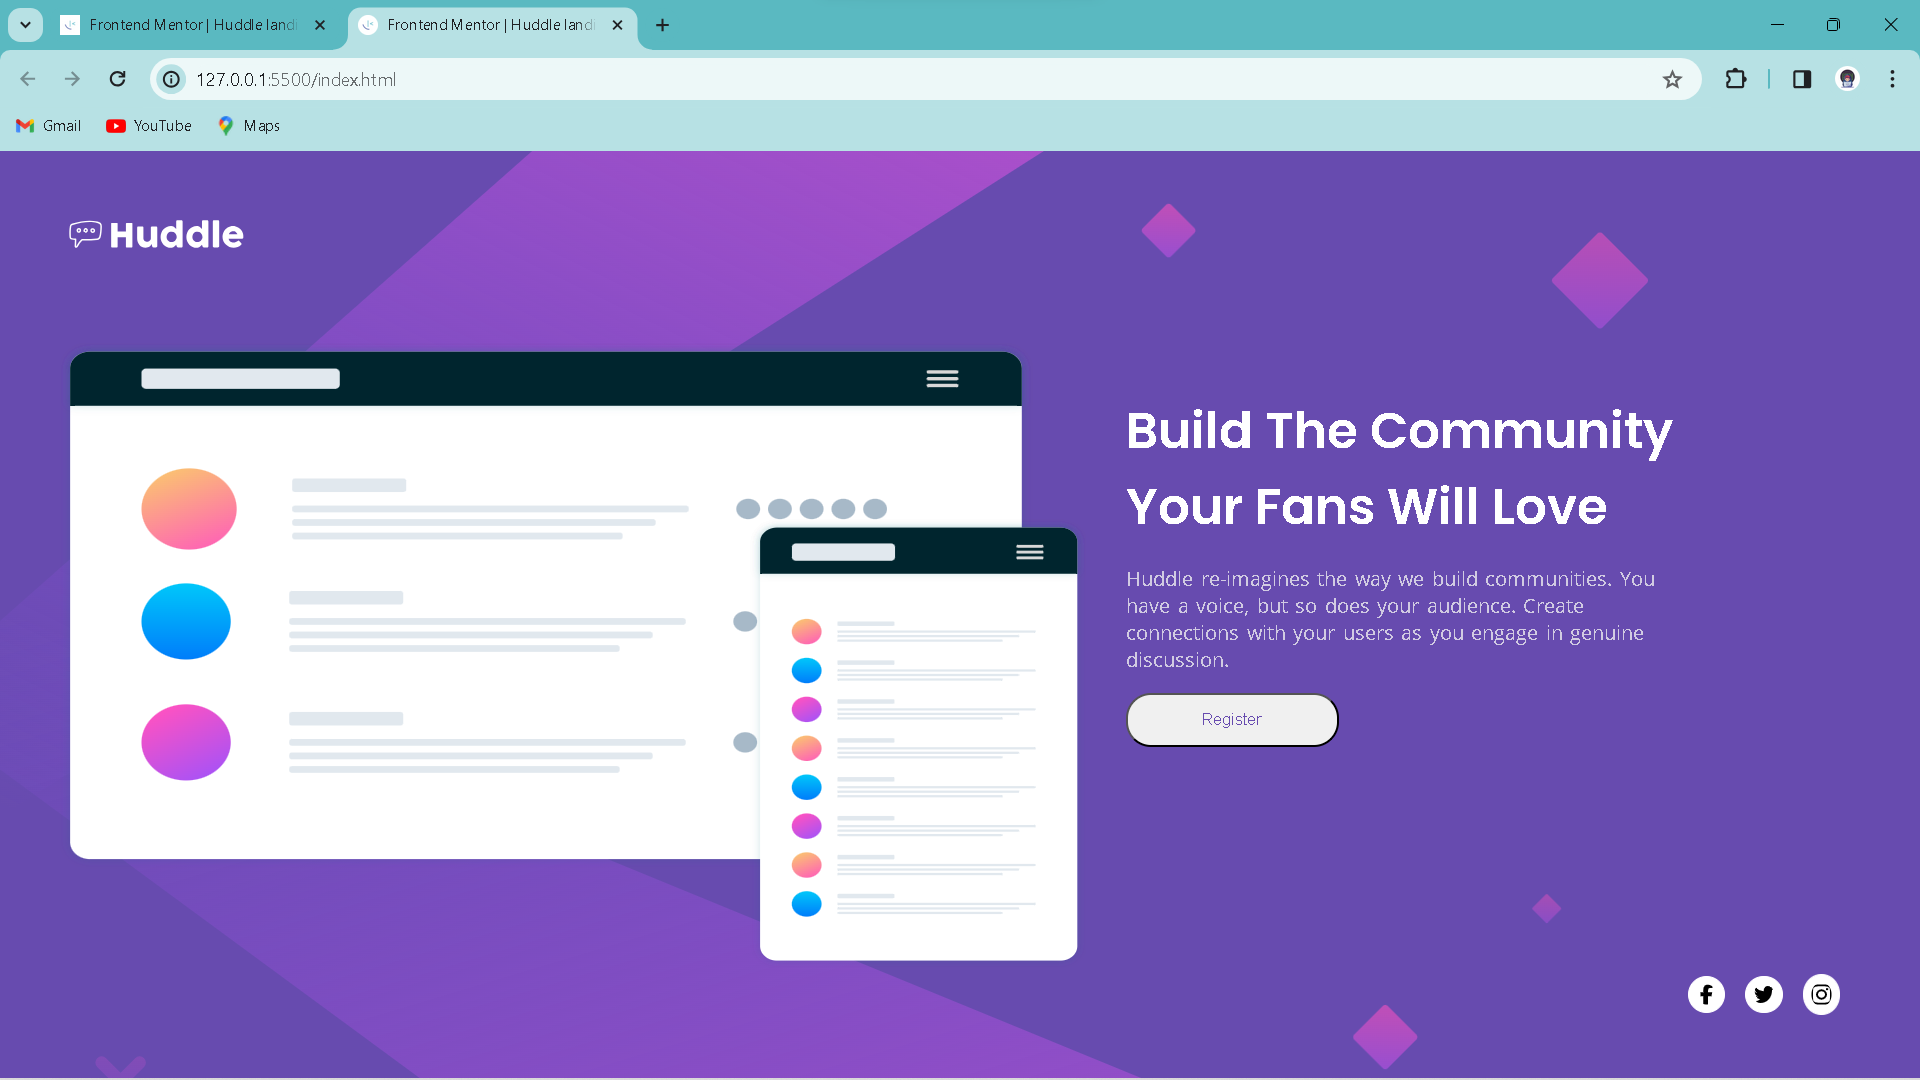 Frontend Mentor | Huddle landi
Frontend Mentor | Huddle landi
127.0.0.1:5500/index.html
Gmail
YouTube
Maps
Huddle
Build The Community
Your Fans Will Love
Huddle re-imagines the way we build communities. You
have a voice, but so does your audience. Create
connections with your users as you engage in genuine
discussion.
Register